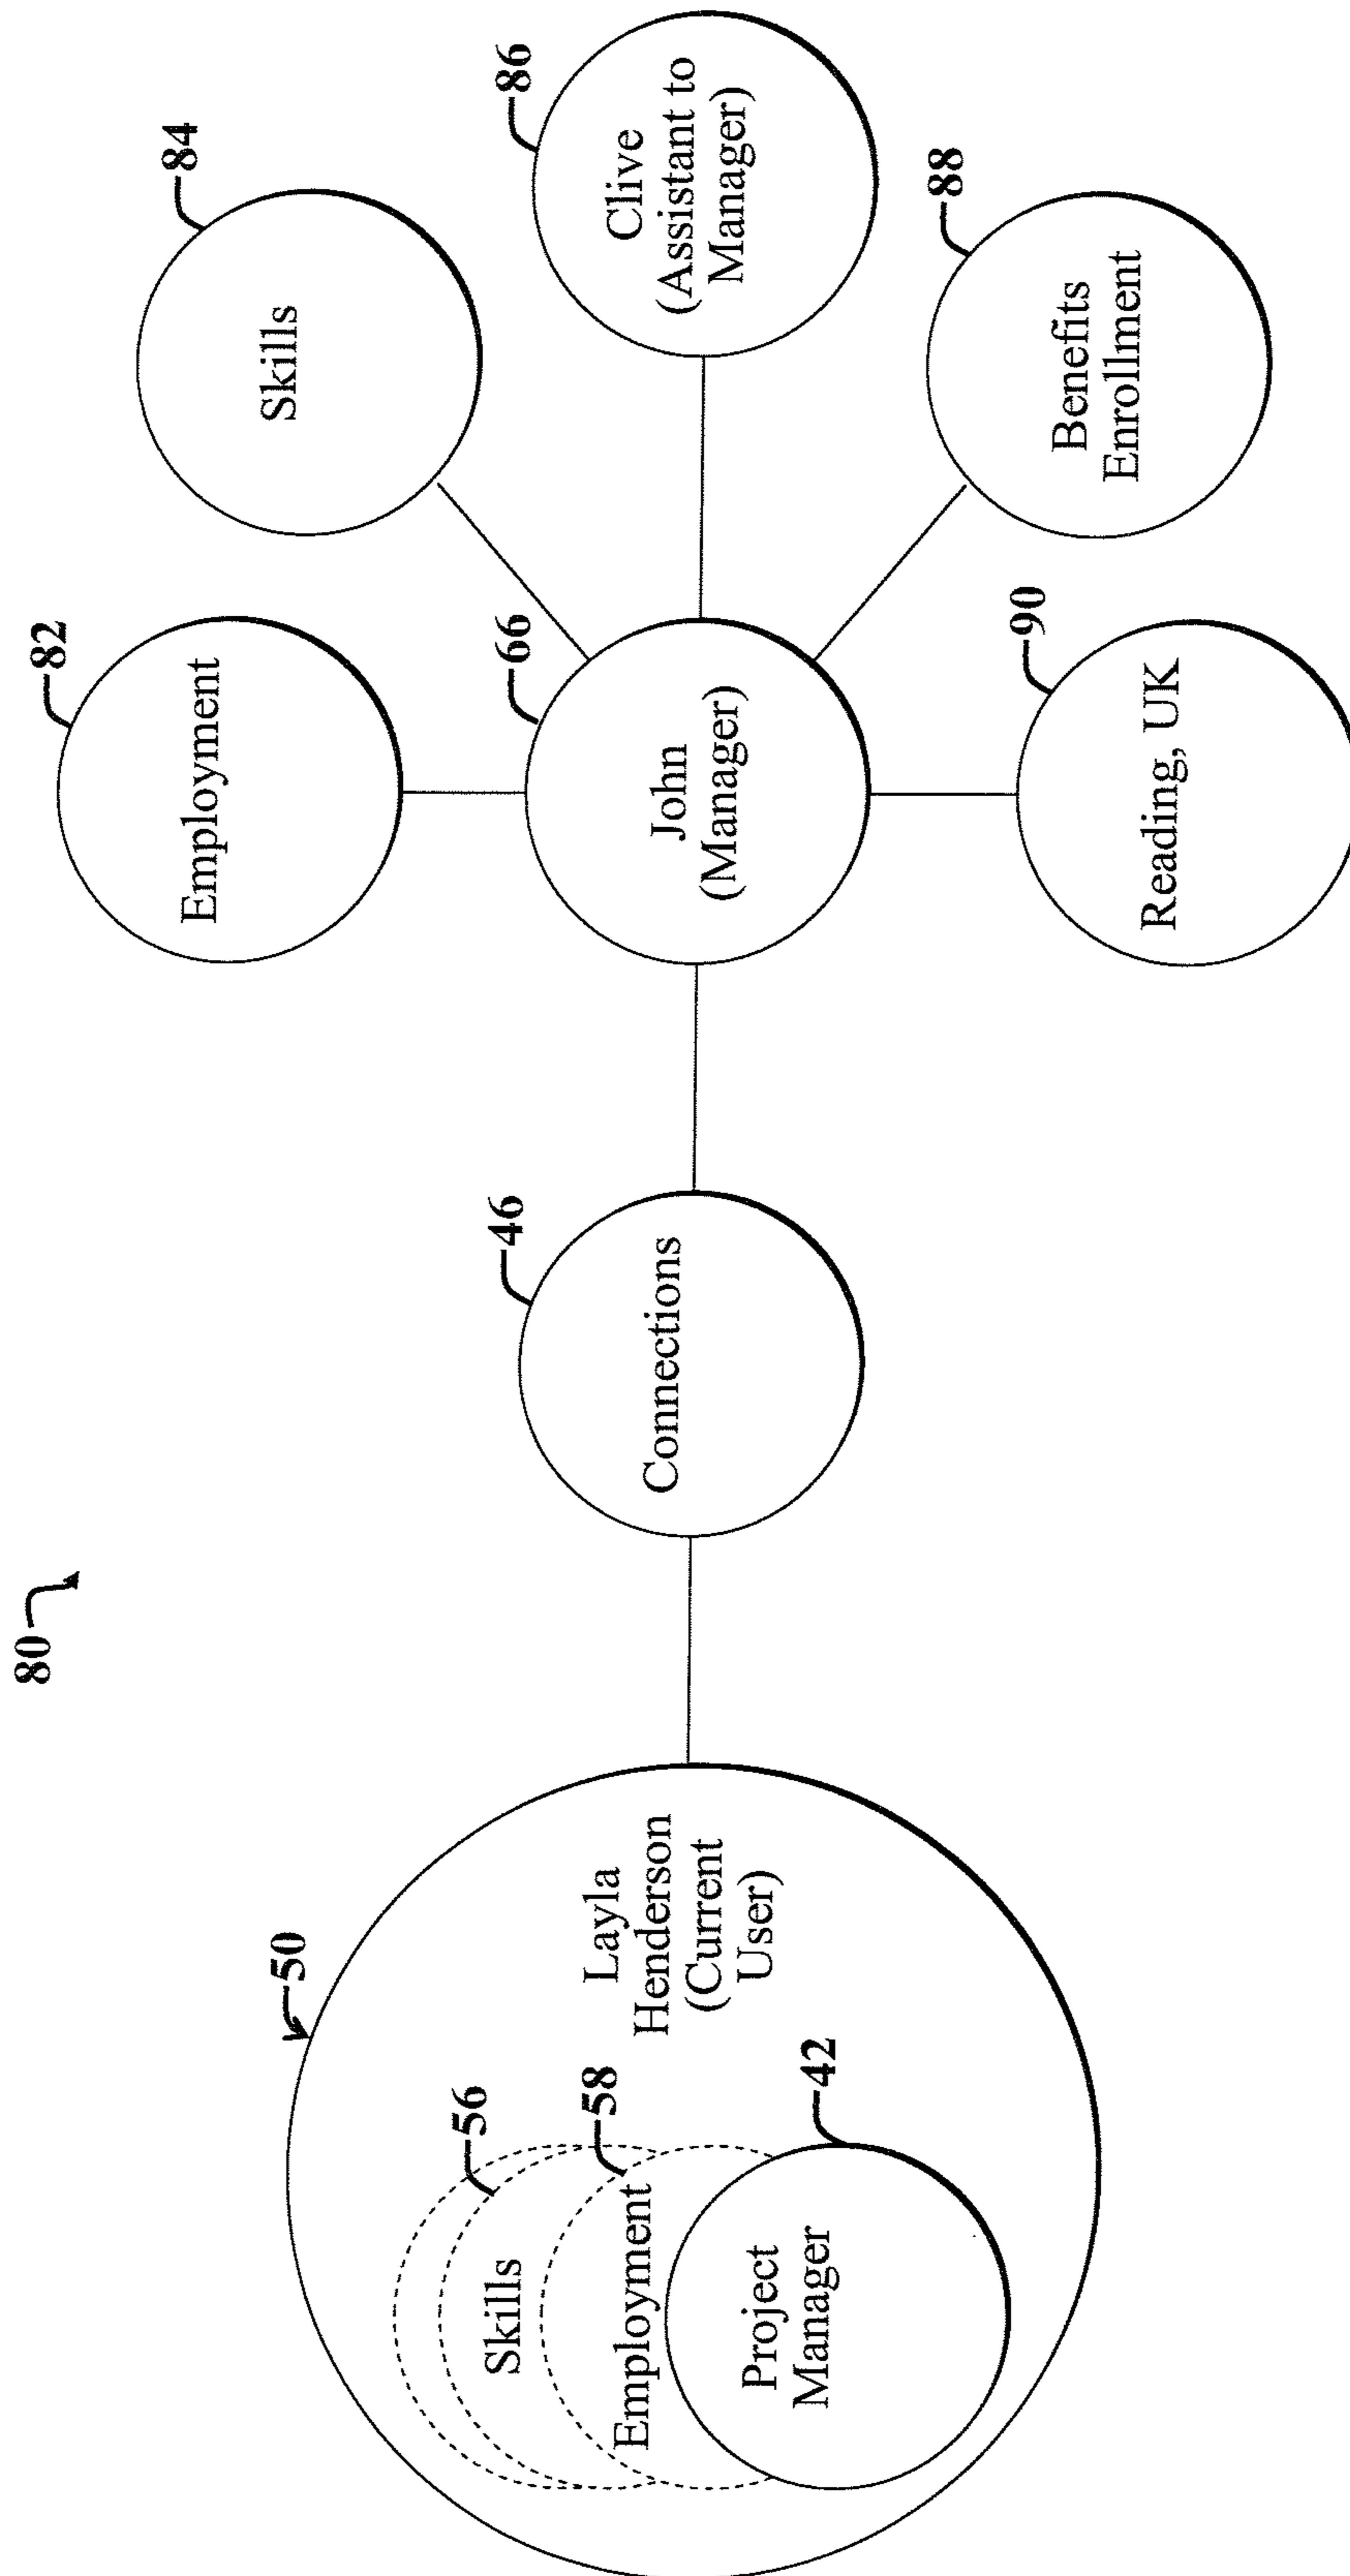 80
50
Layla
Henderson
(Current
User)
56
Skills
58
Employment
42
Project
Manager
46
Connections
66
John
(Manager)
82
Employment
84
Skills
86
Clive
(Assistant to
Manager)
88
Benefits
Enrollment
90
Reading, UK